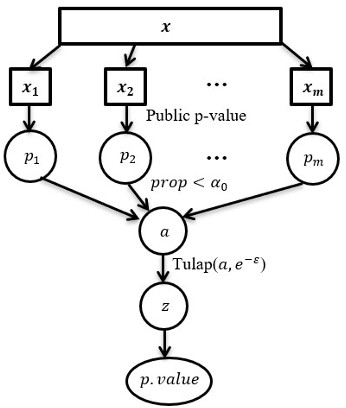 x
x₁ x₂ ... xₘ
Public p-value
p₁ p₂ ... pₘ
prop < α₀
a
Tulap(a, e⁻ᵋ)
z
p.value